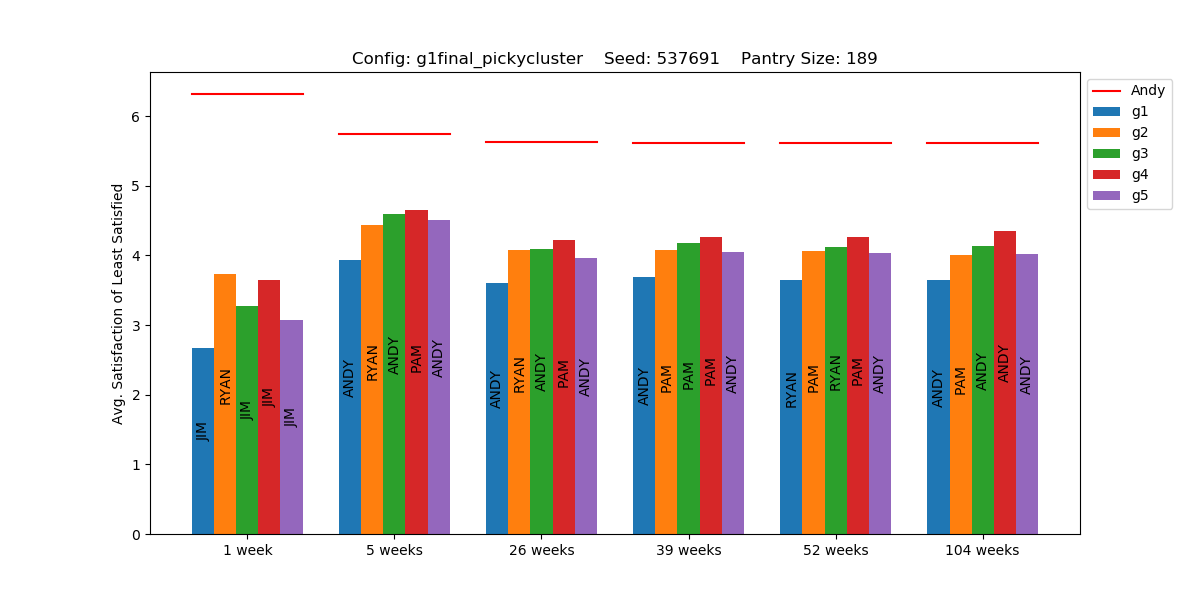 Config: g1final_pickycluster    Seed: 537691    Pantry Size: 189
Avg. Satisfaction of Least Satisfied
6
5
4
3
2
1
0
JIM
RYAN
JIM
JIM
JIM
ANDY
RYAN
ANDY
PAM
ANDY
ANDY
RYAN
ANDY
PAM
ANDY
ANDY
PAM
PAM
PAM
ANDY
RYAN
PAM
RYAN
PAM
ANDY
ANDY
PAM
ANDY
ANDY
ANDY
1 week
5 weeks
26 weeks
39 weeks
52 weeks
104 weeks
Andy
g1
g2
g3
g4
g5